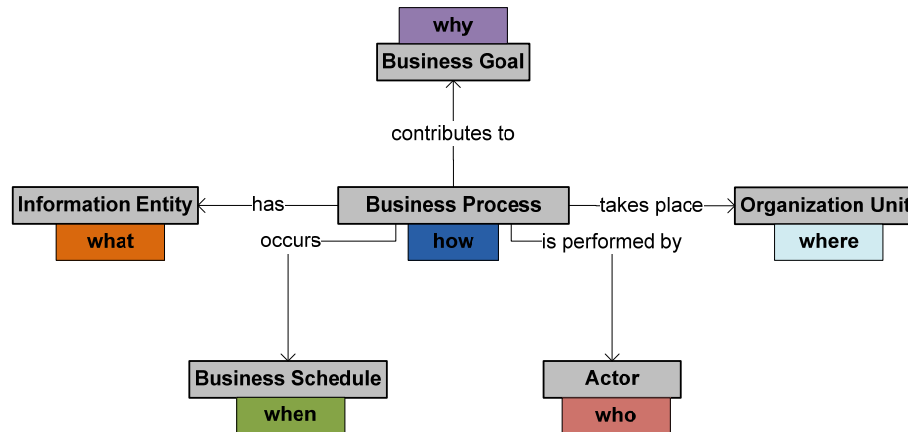 why
Business Goal
contributes to
Information Entity
has
Business Process
takes place
Organization Unit
what
occurs
how
is performed by
where
Business Schedule
Actor
when
who